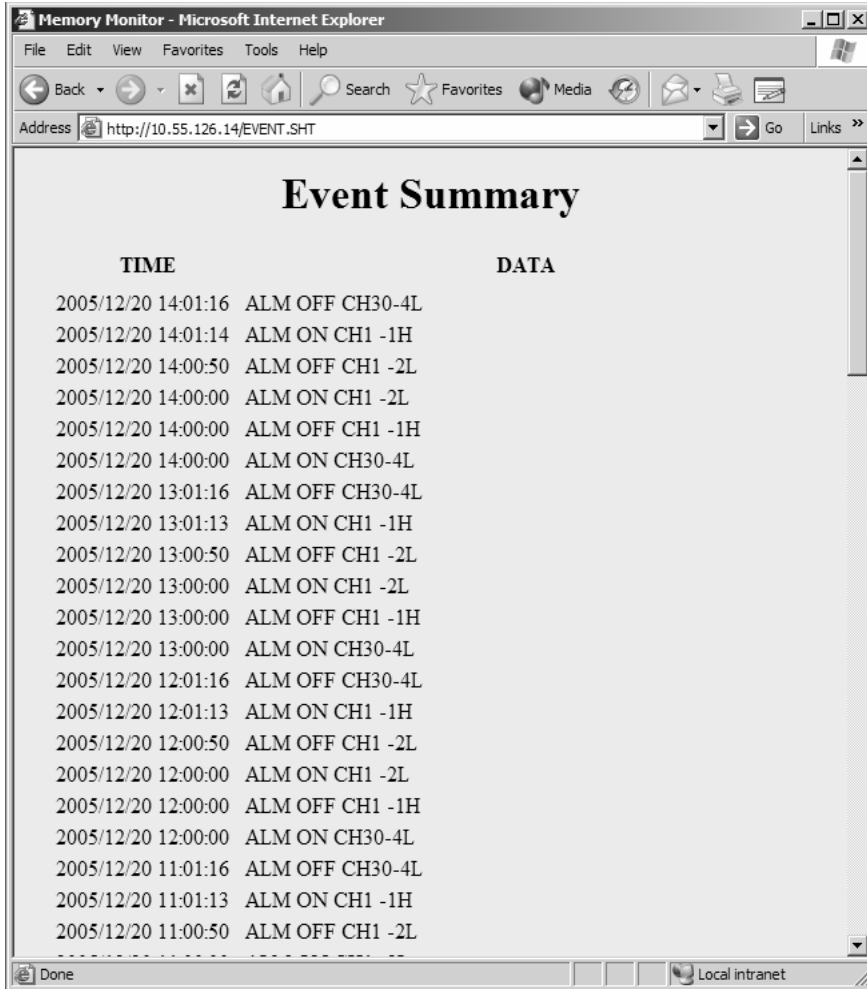 Memory Monitor - Microsoft Internet Explorer
File Edit View Favorites Tools Help
Back Search Favorites Media
Address http://10.55.126.14/EVENT.SHT Go Links »
Event Summary
TIME DATA
2005/12/20 14:01:16 ALM OFF CH30-4L
2005/12/20 14:01:14 ALM ON CH1 -1H
2005/12/20 14:00:50 ALM OFF CH1 -2L
2005/12/20 14:00:00 ALM ON CH1 -2L
2005/12/20 14:00:00 ALM OFF CH1 -1H
2005/12/20 14:00:00 ALM ON CH30-4L
2005/12/20 13:01:16 ALM OFF CH30-4L
2005/12/20 13:01:13 ALM ON CH1 -1H
2005/12/20 13:00:50 ALM OFF CH1 -2L
2005/12/20 13:00:00 ALM ON CH1 -2L
2005/12/20 13:00:00 ALM OFF CH1 -1H
2005/12/20 13:00:00 ALM ON CH30-4L
2005/12/20 12:01:16 ALM OFF CH30-4L
2005/12/20 12:01:13 ALM ON CH1 -1H
2005/12/20 12:00:50 ALM OFF CH1 -2L
2005/12/20 12:00:00 ALM ON CH1 -2L
2005/12/20 12:00:00 ALM OFF CH1 -1H
2005/12/20 12:00:00 ALM ON CH30-4L
2005/12/20 11:01:16 ALM OFF CH30-4L
2005/12/20 11:01:13 ALM ON CH1 -1H
2005/12/20 11:00:50 ALM OFF CH1 -2L
Done Local intranet